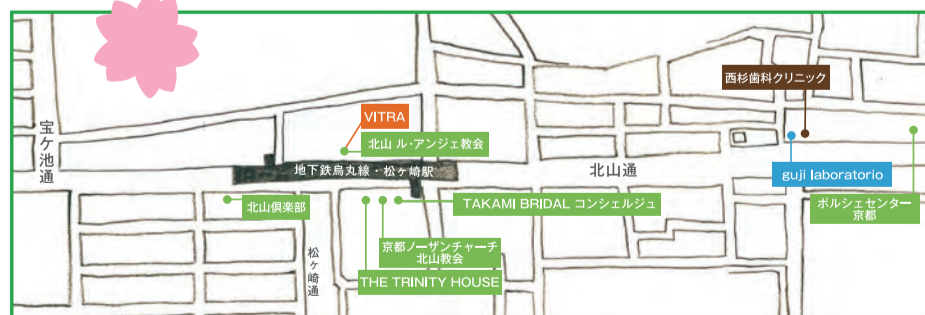 西杉歯科クリニック
VITRA
宝ケ池通
北山 ル・アンジェ教会
地下鉄烏丸線・松ヶ崎駅
北山通
guji laboratorio
北山倶楽部
TAKAMI BRIDAL コンシェルジュ
ポルシェセンター
京都
京都ノーザンチャーチ
北山教会
松ヶ崎通
THE TRINITY HOUSE